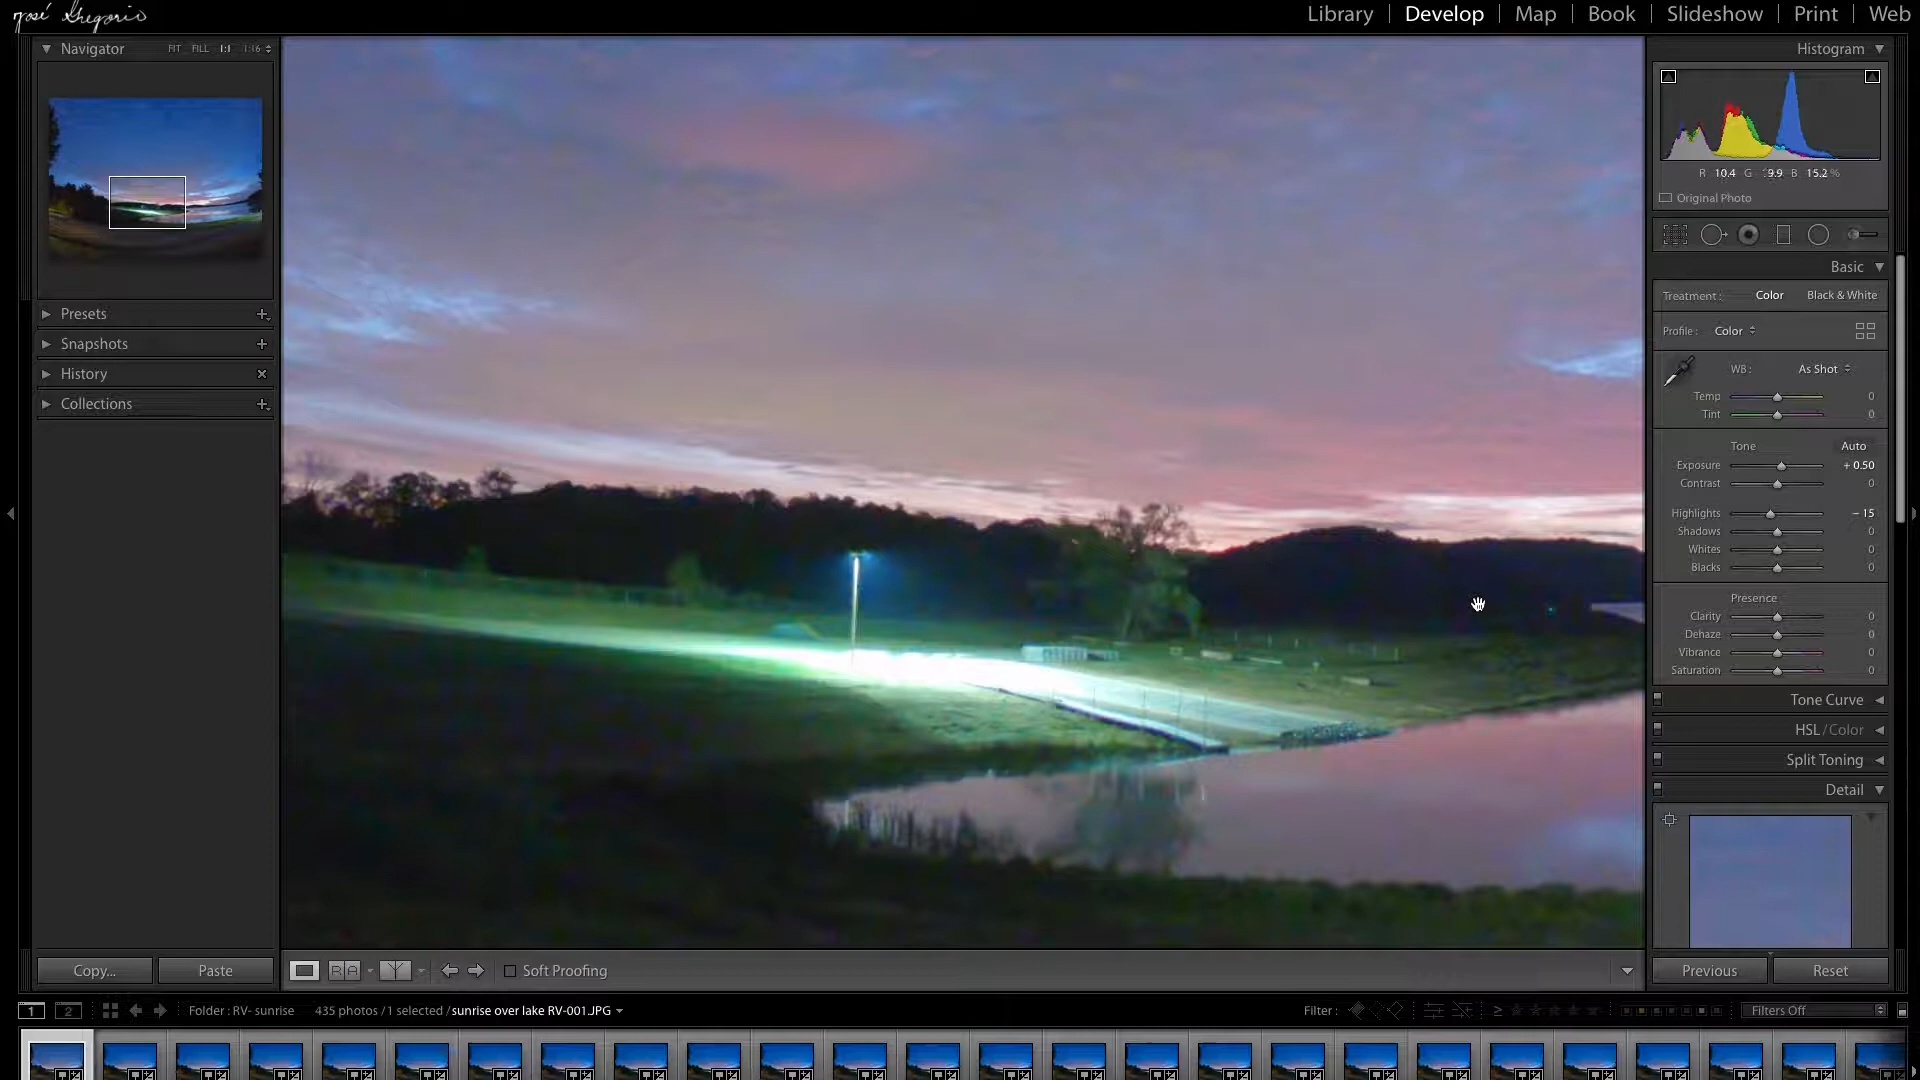 José Gregorio
Library | Develop | Map | Book | Slideshow | Print | Web
Navigator FIT FILL 1:1 1:16
Histogram
R 10.4 G 9.9 B 15.2 %
Original Photo
Basic
Treatment : Color Black & White
Profile : Color
WB : As Shot
Temp 0
Tint 0
Tone Auto
Exposure + 0.50
Contrast 0
Highlights – 15
Shadows 0
Whites 0
Blacks 0
Presence
Clarity 0
Dehaze 0
Vibrance 0
Saturation 0
Tone Curve
HSL / Color
Split Toning
Detail
Presets
Snapshots
History
Collections
Copy... Paste
R A Y Soft Proofing
Previous Reset
1 2 Folder : RV- sunrise 435 photos / 1 selected / sunrise over lake RV-001.JPG
Filter : ≥ Filters Off